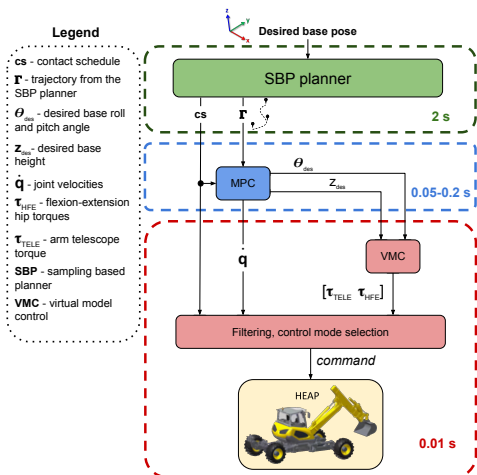 Legend
cs - contact schedule
r - trajectory from the
SBP planner
θdes - desired base roll
and pitch angle
zdes - desired base
height
q̇ - joint velocities
τHFE - flexion-extension
hip torques
τTELE - arm telescope
torque
SBP - sampling based
planner
VMC - virtual model
control
z
y
x
Desired base pose
SBP planner
cs
r
2 s
θdes
MPC
zdes
0.05-0.2 s
q̇
VMC
[τTELE τHFE]
Filtering, control mode selection
command
HEAP
0.01 s